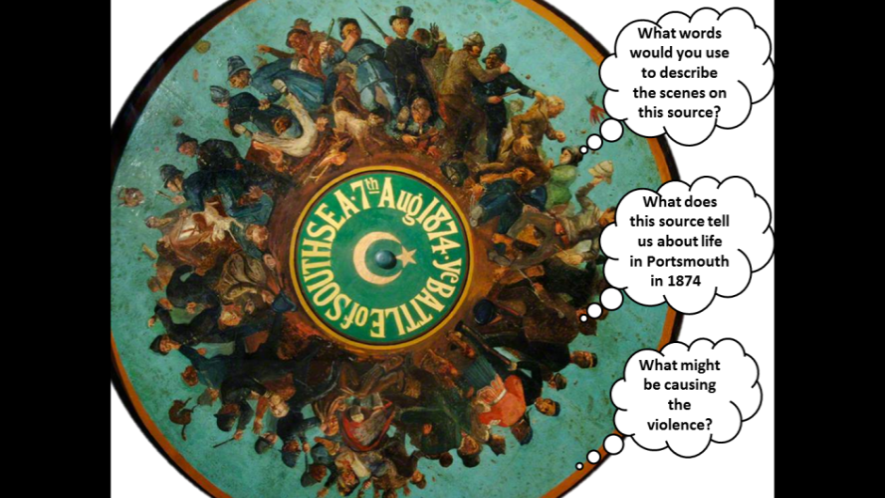 7th Aug 1874. ye BATTLE of SOUTHSEA.
What words
would you use
to describe
the scenes on
this source?
What does
this source tell
us about life
in Portsmouth
in 1874
What might
be causing
the
violence?